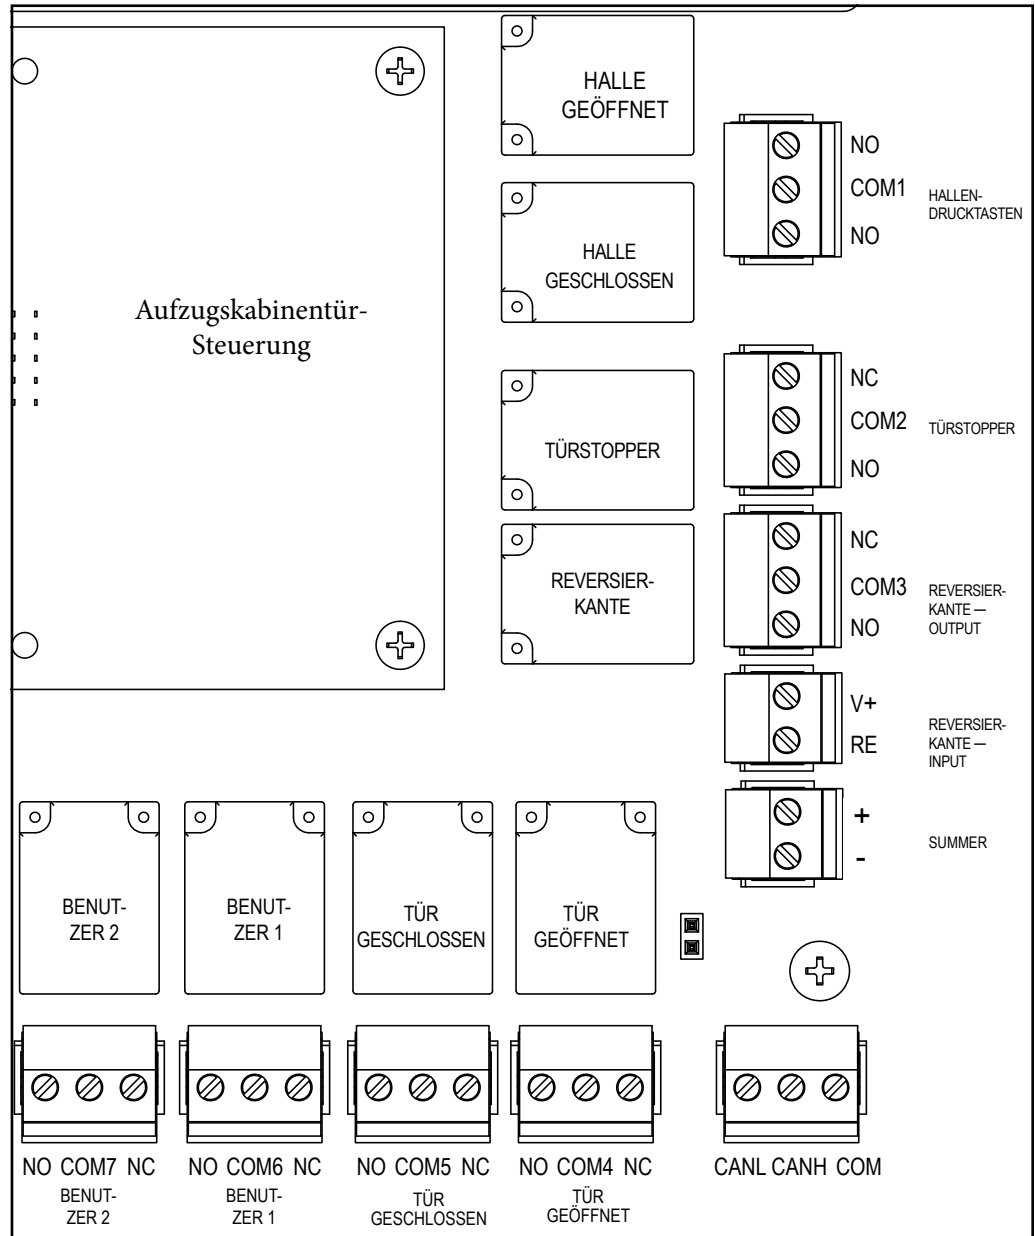 Aufzugskabinentür-
Steuerung
HALLE
GEÖFFNET
HALLE
GESCHLOSSEN
TÜRSTOPPER
REVERSIER-
KANTE
NO
COM1
NO
HALLEN-
DRUCKTASTEN
NC
COM2
NO
TÜRSTOPPER
NC
COM3
NO
REVERSIER-
KANTE —
OUTPUT
V+
RE
REVERSIER-
KANTE —
INPUT
+
-
SUMMER
BENUT-
ZER 2
BENUT-
ZER 1
TÜR
GESCHLOSSEN
TÜR
GEÖFFNET
NO COM7 NC
BENUT-
ZER 2
NO COM6 NC
BENUT-
ZER 1
NO COM5 NC
TÜR
GESCHLOSSEN
NO COM4 NC
TÜR
GEÖFFNET
CANL CANH COM